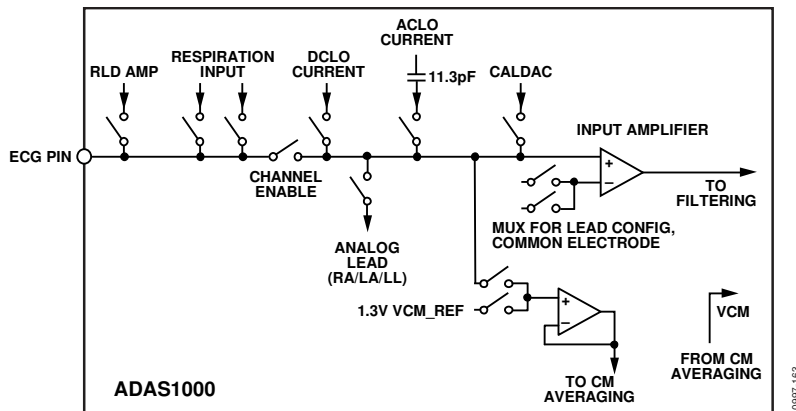 ACLO
CURRENT
RESPIRATION
INPUT
DCLO
CURRENT
RLD AMP
11.3pF
CALDAC
INPUT AMPLIFIER
ECG PIN
+
–
CHANNEL
ENABLE
TO
FILTERING
MUX FOR LEAD CONFIG,
COMMON ELECTRODE
ANALOG
LEAD
(RA/LA/LL)
1.3V VCM_REF
+
–
VCM
FROM CM
AVERAGING
TO CM
AVERAGING
ADAS1000